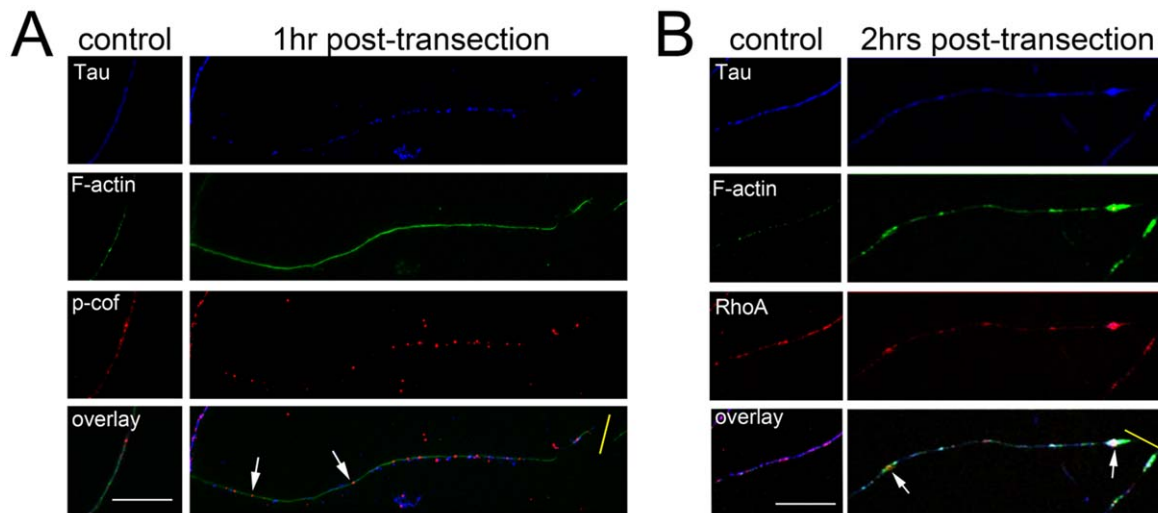 A
control
1hr post-transection
Tau
F-actin
p-cof
overlay
B
control
2hrs post-transection
Tau
F-actin
RhoA
overlay